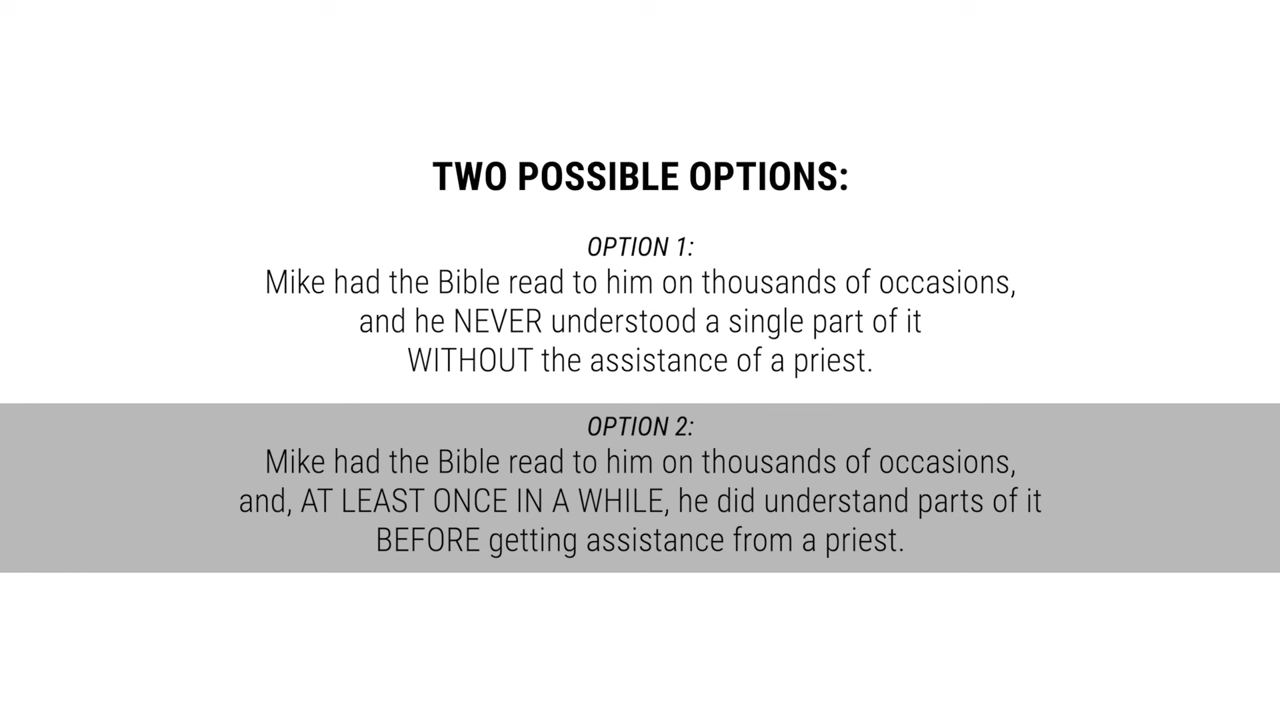 TWO POSSIBLE OPTIONS:
OPTION 1:
Mike had the Bible read to him on thousands of occasions,
and he NEVER understood a single part of it
WITHOUT the assistance of a priest.
OPTION 2:
Mike had the Bible read to him on thousands of occasions,
and, AT LEAST ONCE IN A WHILE, he did understand parts of it
BEFORE getting assistance from a priest.